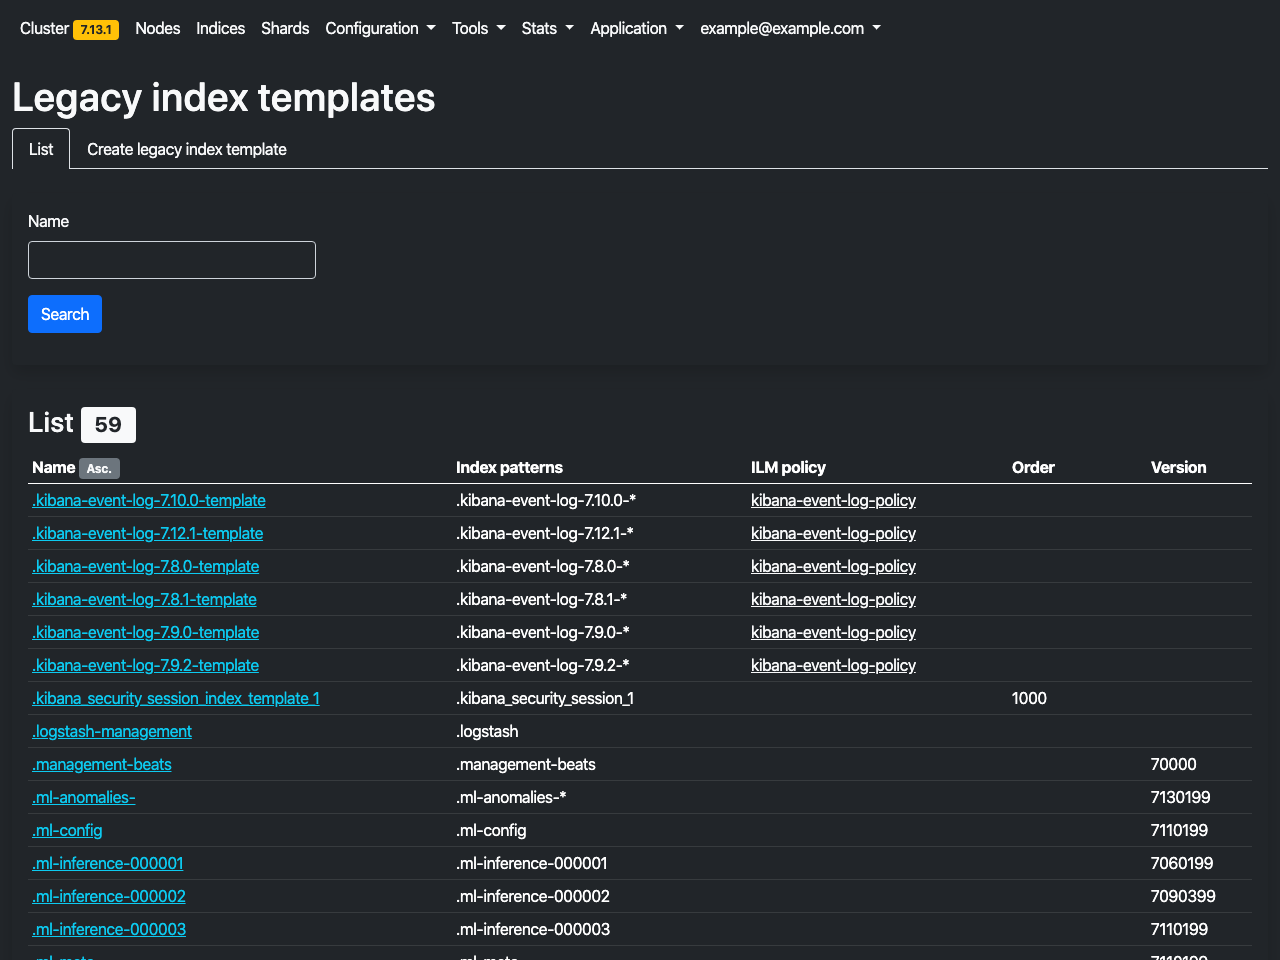 Cluster 7.13.1 Nodes Indices Shards Configuration Tools Stats Application example@example.com
Legacy index templates
List Create legacy index template
Name
Search
List 59
Name Asc. Index patterns ILM policy Order Version
.kibana-event-log-7.10.0-template .kibana-event-log-7.10.0-* kibana-event-log-policy
.kibana-event-log-7.12.1-template .kibana-event-log-7.12.1-* kibana-event-log-policy
.kibana-event-log-7.8.0-template .kibana-event-log-7.8.0-* kibana-event-log-policy
.kibana-event-log-7.8.1-template .kibana-event-log-7.8.1-* kibana-event-log-policy
.kibana-event-log-7.9.0-template .kibana-event-log-7.9.0-* kibana-event-log-policy
.kibana-event-log-7.9.2-template .kibana-event-log-7.9.2-* kibana-event-log-policy
.kibana_security_session_index_template_1 .kibana_security_session_1 1000
.logstash-management .logstash
.management-beats .management-beats 70000
.ml-anomalies- .ml-anomalies-* 7130199
.ml-config .ml-config 7110199
.ml-inference-000001 .ml-inference-000001 7060199
.ml-inference-000002 .ml-inference-000002 7090399
.ml-inference-000003 .ml-inference-000003 7110199
.ml-meta .ml-meta 7110199